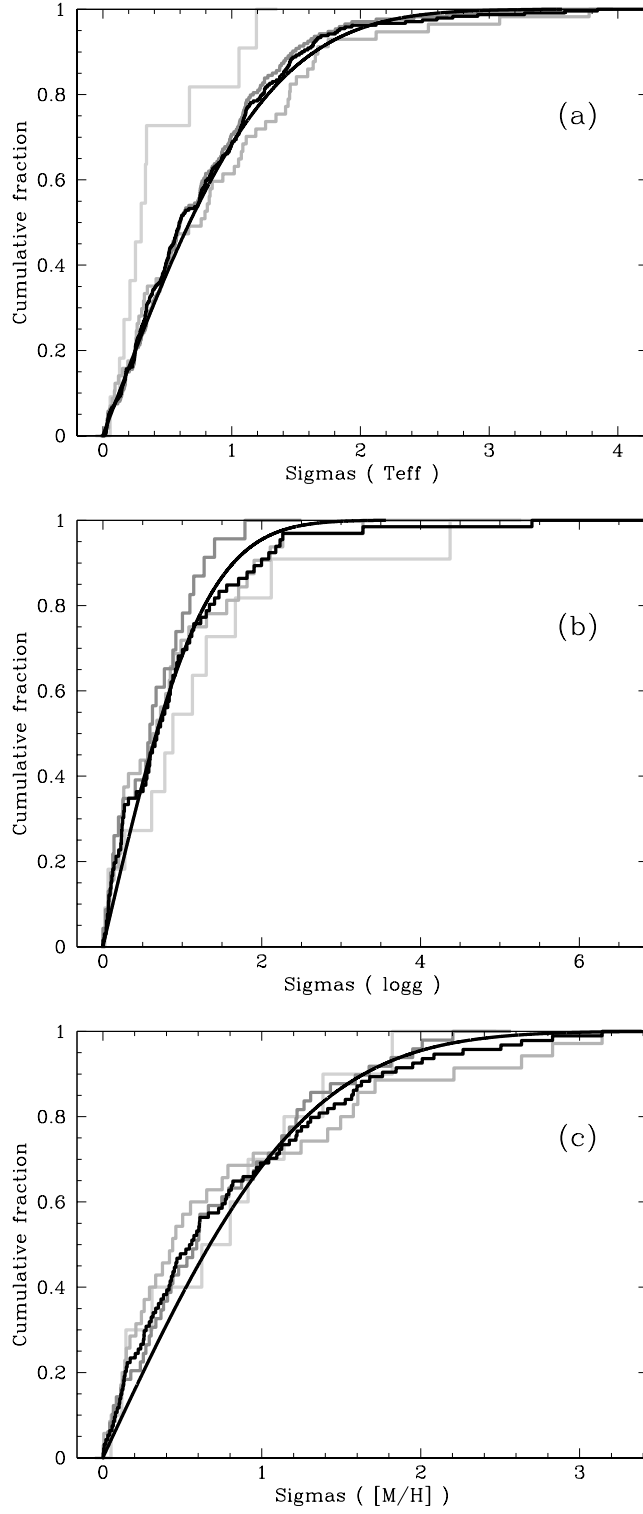 1
0.8
0.6
0.4
0.2
0
Cumulative fraction
(a)
0 1 2 3 4
Sigmas ( Teff )
1
0.8
0.6
0.4
0.2
0
Cumulative fraction
(b)
0 2 4 6
Sigmas ( logg )
1
0.8
0.6
0.4
0.2
0
Cumulative fraction
(c)
0 1 2 3
Sigmas ( [M/H] )